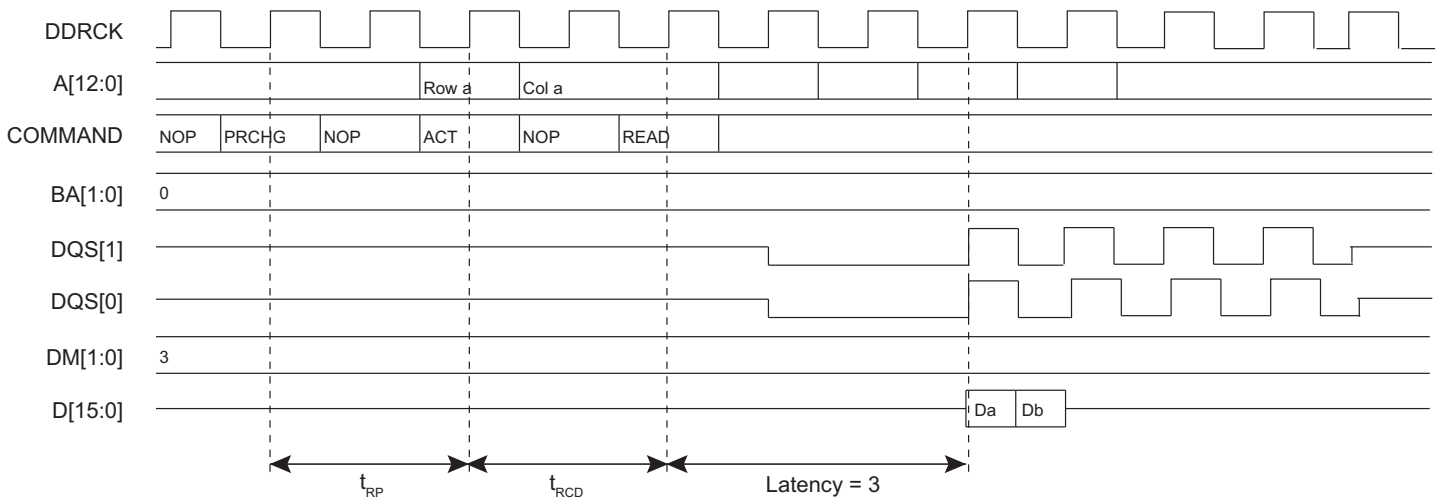 DDRCK
A[12:0] Row a Col a
COMMAND NOP PRCHG NOP ACT NOP READ
BA[1:0] 0
DQS[1]
DQS[0]
DM[1:0] 3
D[15:0] Da Db
tRP tRCD Latency = 3